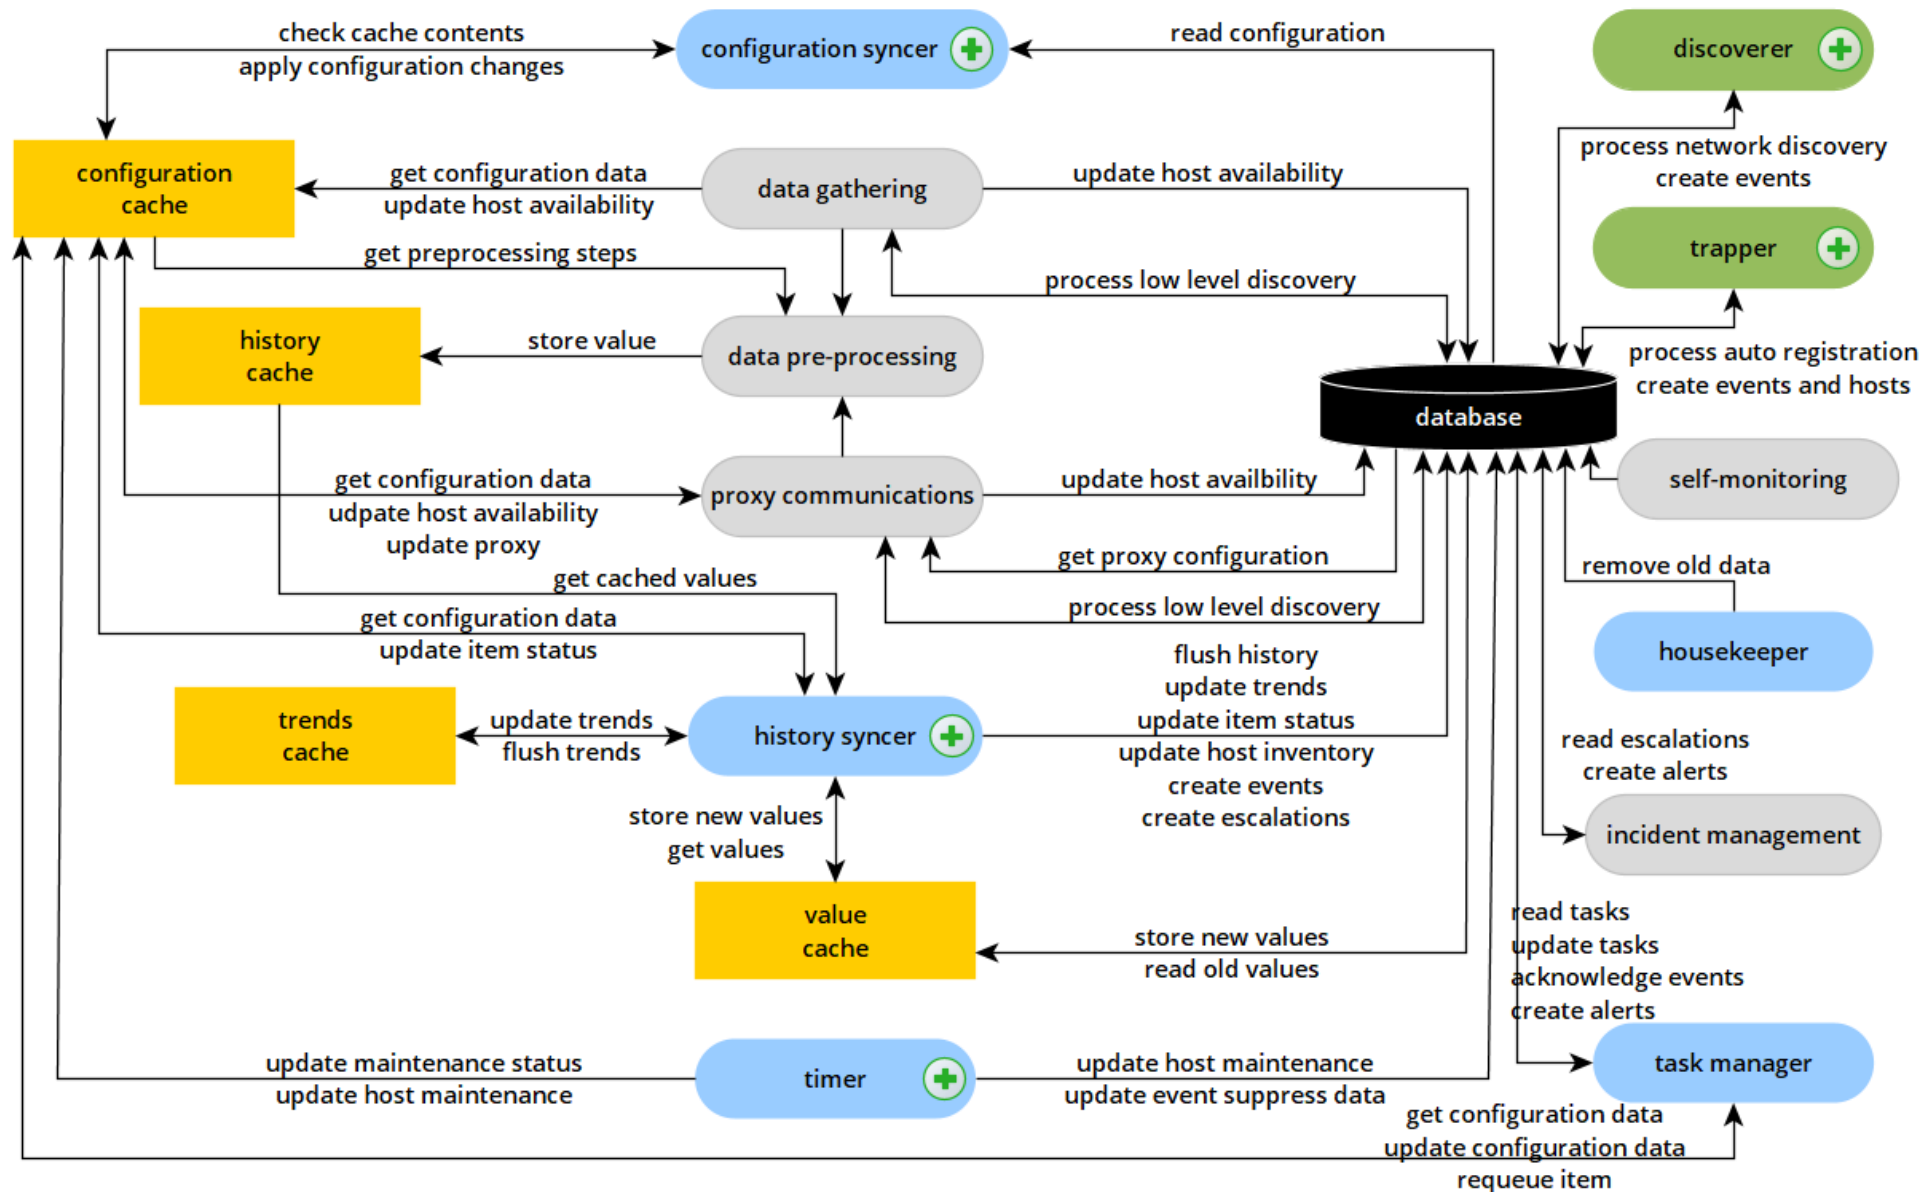 check cache contents
apply configuration changes
configuration syncer
read configuration
discoverer
process network discovery
create events
configuration
cache
get configuration data
update host availability
data gathering
update host availability
trapper
get preprocessing steps
process low level discovery
history
cache
store value
data pre-processing
process auto registration
create events and hosts
database
get configuration data
udpate host availability
update proxy
proxy communications
update host availbility
self-monitoring
get proxy configuration
remove old data
get cached values
process low level discovery
get configuration data
update item status
housekeeper
flush history
update trends
update item status
update host inventory
create events
create escalations
trends
cache
update trends
flush trends
history syncer
read escalations
create alerts
store new values
get values
incident management
value
cache
store new values
read old values
read tasks
update tasks
acknowledge events
create alerts
update maintenance status
update host maintenance
timer
update host maintenance
update event suppress data
task manager
get configuration data
update configuration data
requeue item